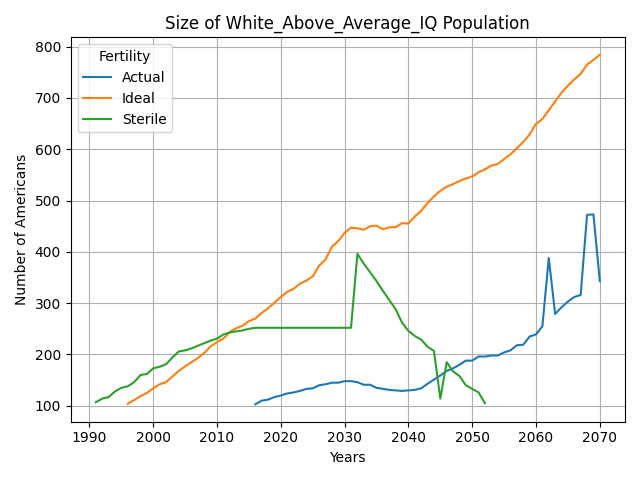 Size of White_Above_Average_IQ Population
Fertility
Actual
Ideal
Sterile
Number of Americans
800
700
600
500
400
300
200
100
1990 2000 2010 2020 2030 2040 2050 2060 2070
Years